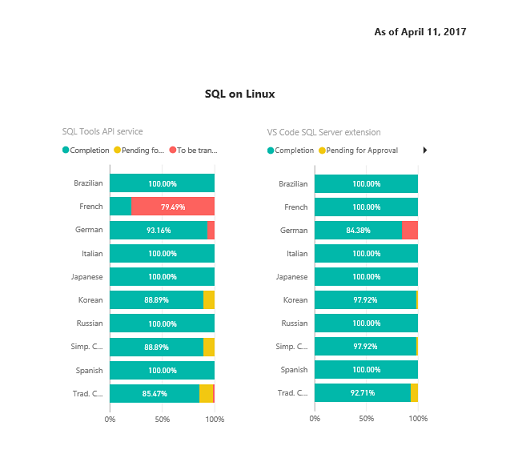 As of April 11, 2017
SQL on Linux
SQL Tools API service
Completion Pending fo... To be tran...
Brazilian 100.00%
French 79.49%
German 93.16%
Italian 100.00%
Japanese 100.00%
Korean 88.89%
Russian 100.00%
Simp. C... 88.89%
Spanish 100.00%
Trad. C... 85.47%
0% 50% 100%
VS Code SQL Server extension
Completion Pending for Approval
Brazilian 100.00%
French 100.00%
German 84.38%
Italian 100.00%
Japanese 100.00%
Korean 97.92%
Russian 100.00%
Simp. C... 97.92%
Spanish 100.00%
Trad. C... 92.71%
0% 50% 100%